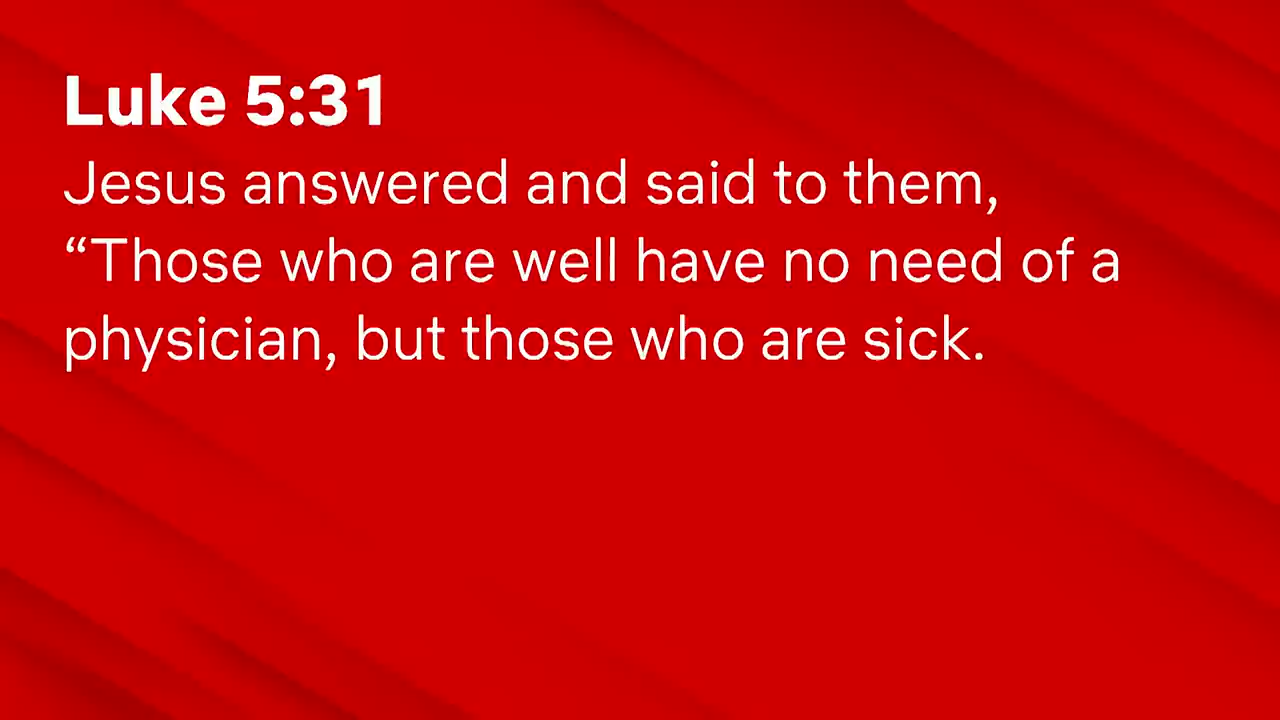 Luke 5:31
Jesus answered and said to them,
“Those who are well have no need of a
physician, but those who are sick.